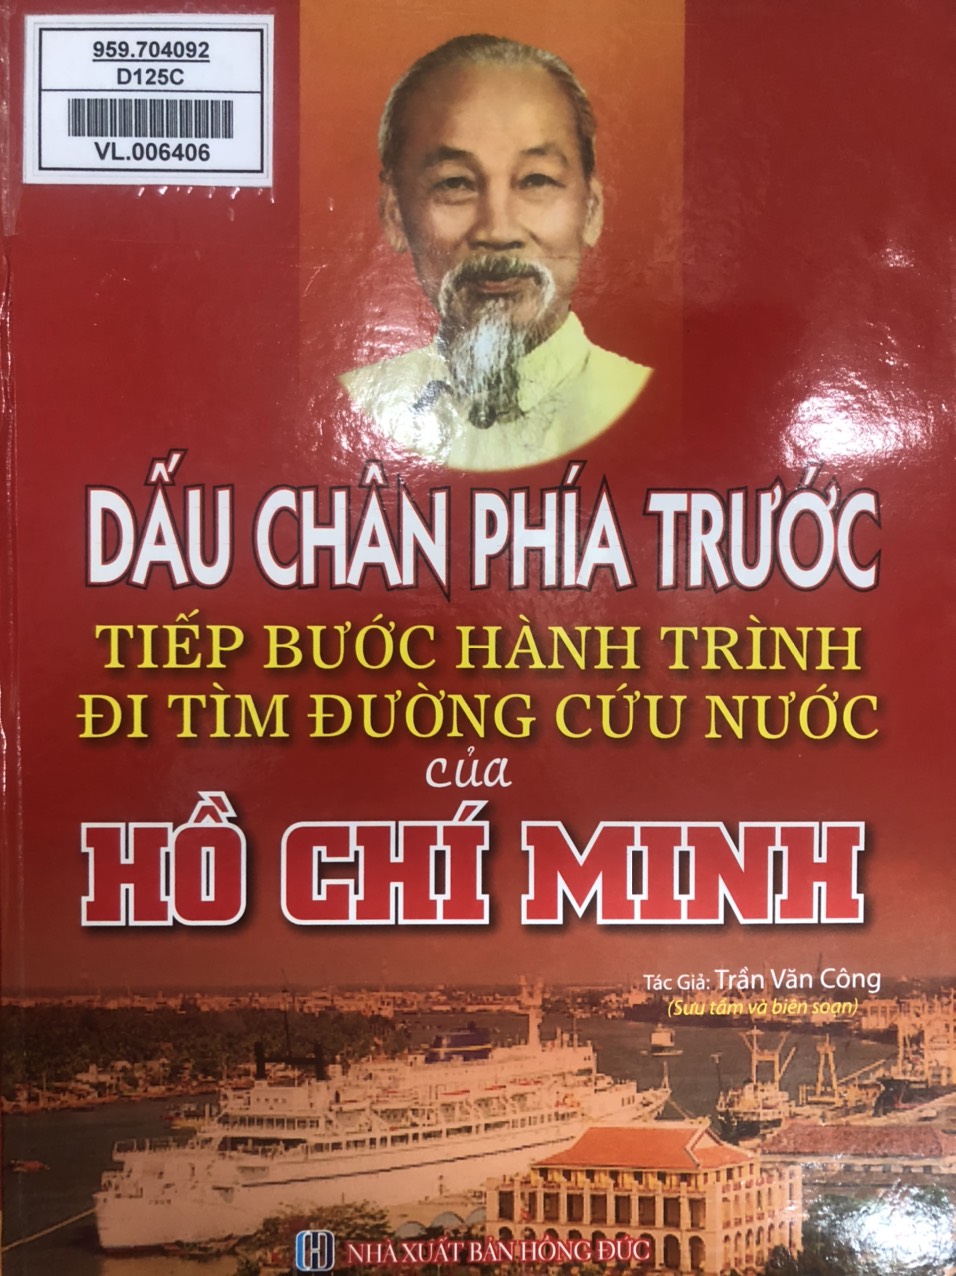 959.704092
D125C
VL.006406
DẤU CHÂN PHÍA TRƯỚC
TIẾP BƯỚC HÀNH TRÌNH
ĐI TÌM ĐƯỜNG CỨU NƯỚC
của
HỒ CHÍ MINH
Tác Giả: Trần Văn Công
(Sưu tầm và biên soạn)
NHÀ XUẤT BẢN HỒNG ĐỨC